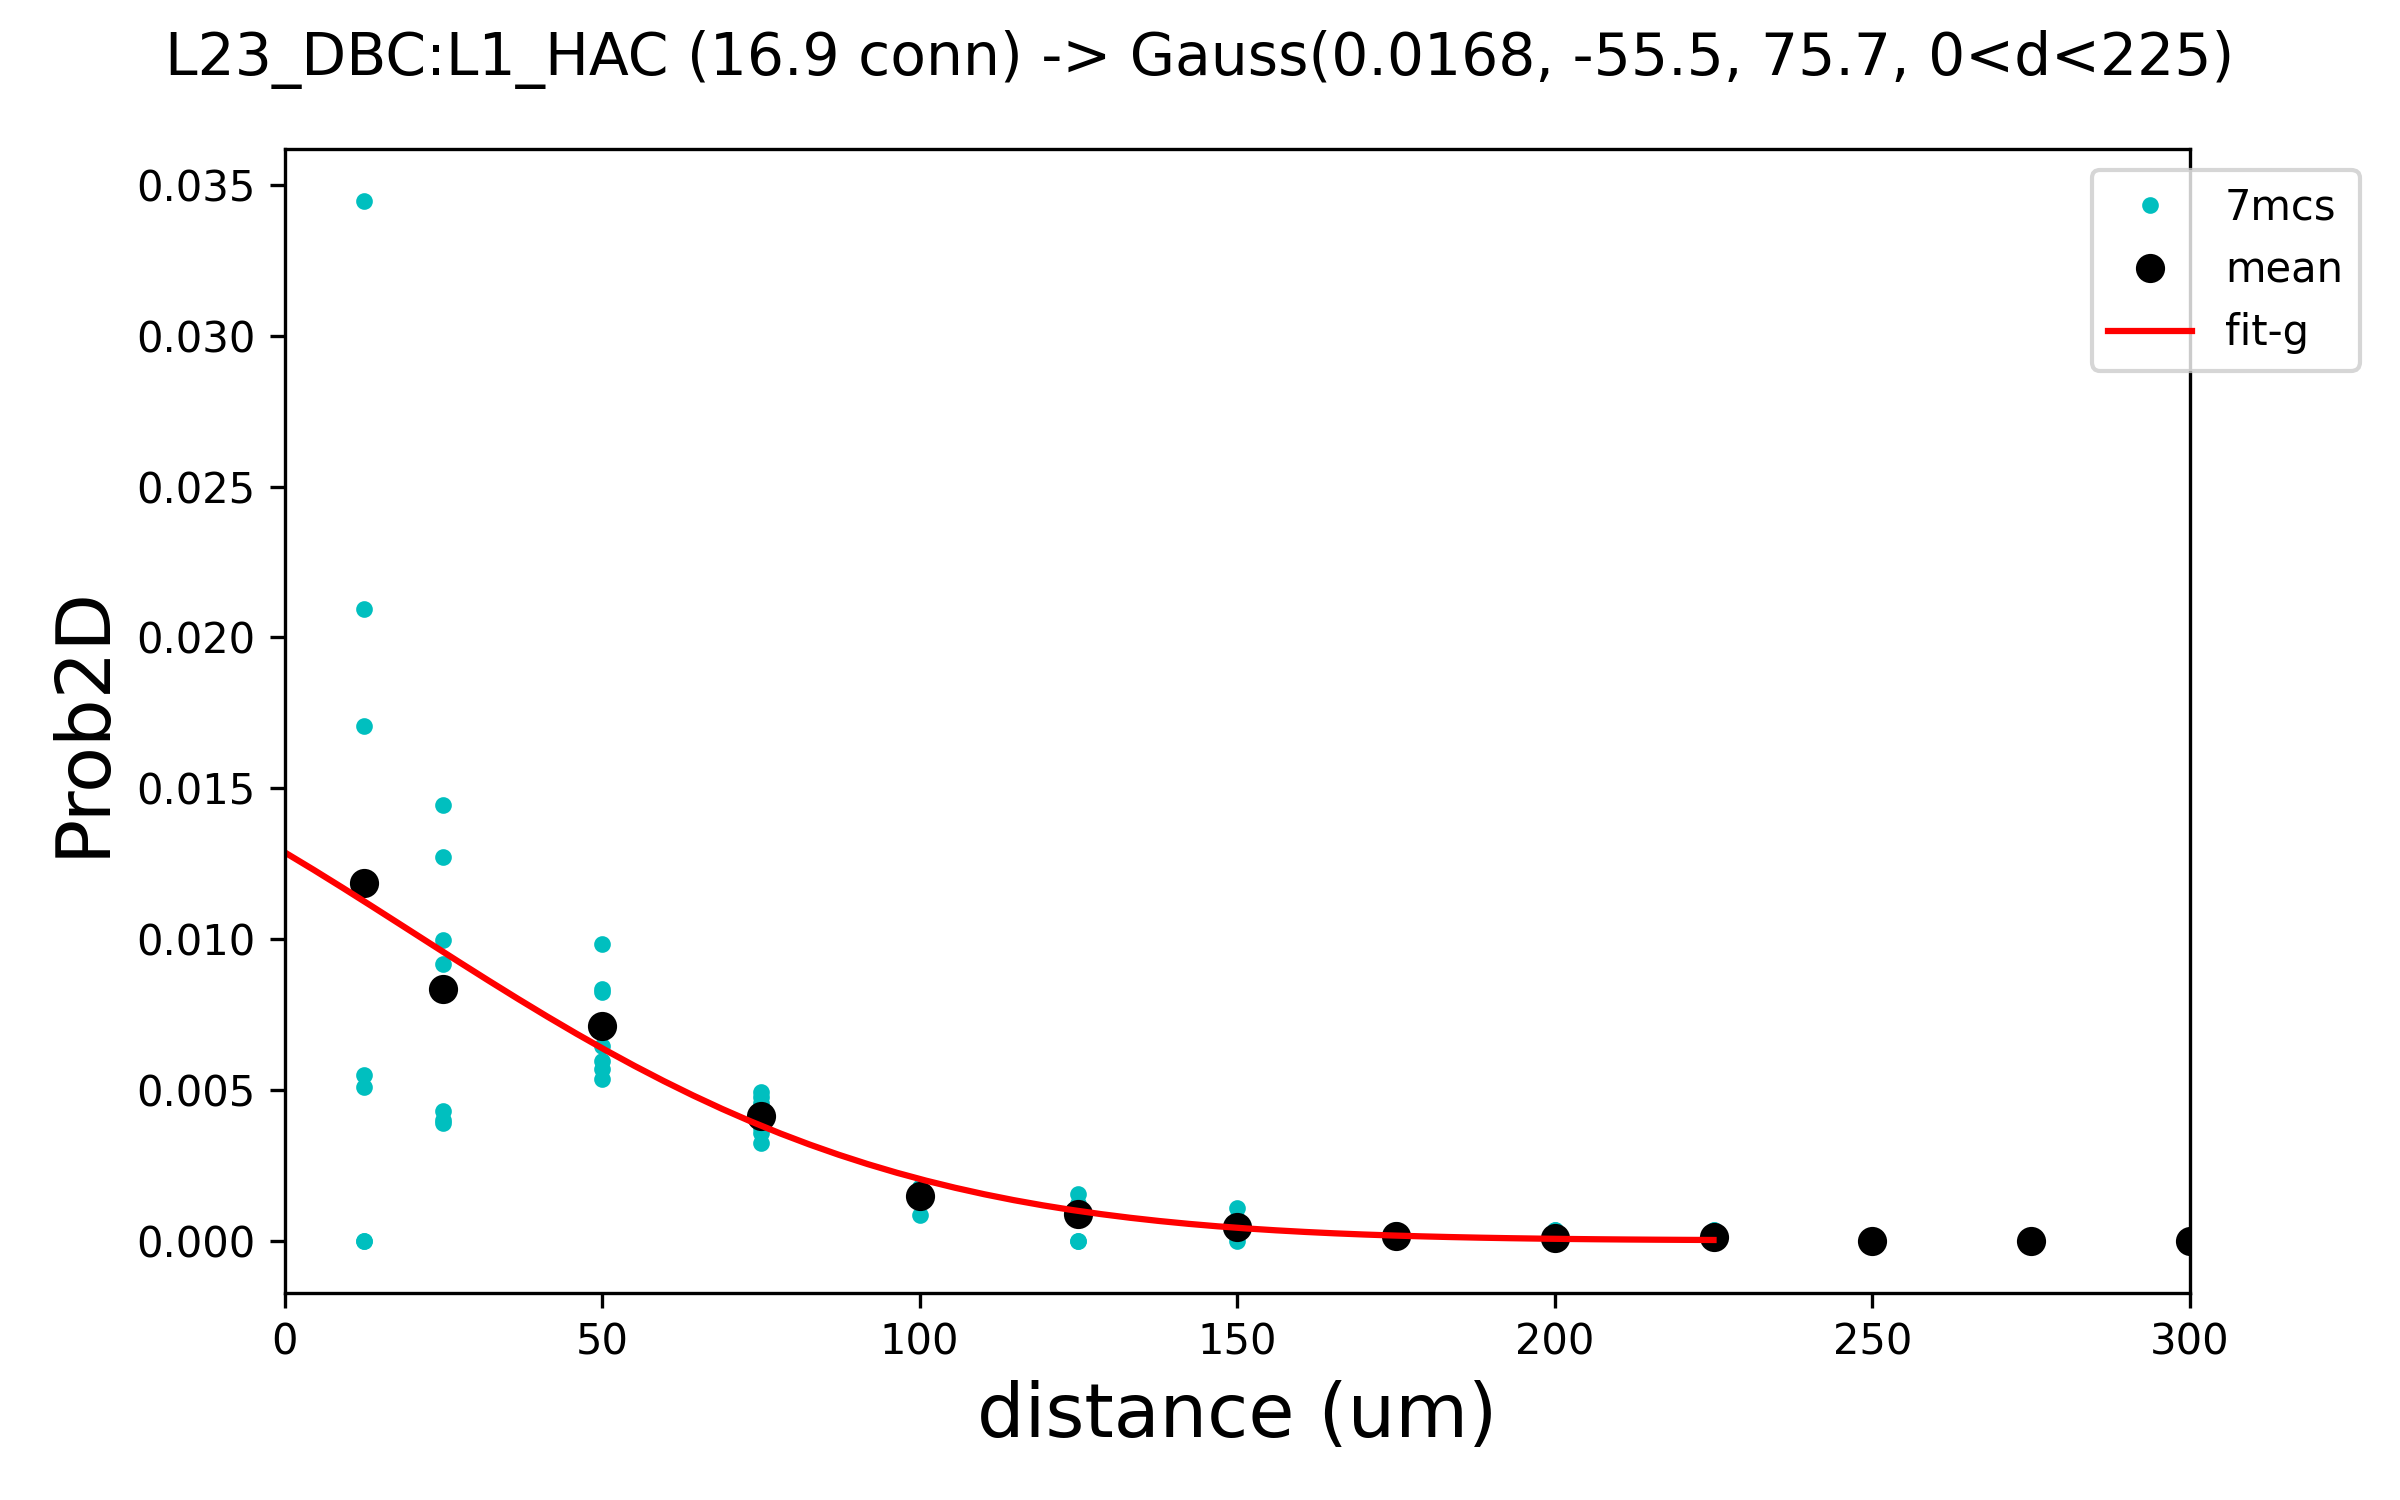 L23_DBC:L1_HAC (16.9 conn) -> Gauss(0.0168, -55.5, 75.7, 0<d<225)
0.035
0.030
0.025
0.020
0.015
0.010
0.005
0.000
Prob2D
7mcs
mean
fit-g
0 50 100 150 200 250 300
distance (um)